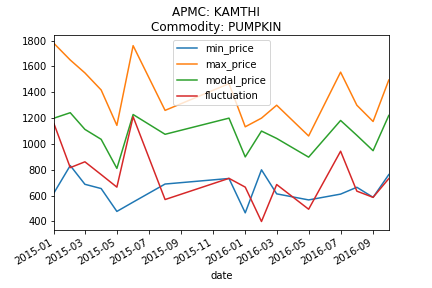 APMC: KAMTHI
Commodity: PUMPKIN
1800
1600
1400
1200
1000
800
600
400
min_price
max_price
modal_price
fluctuation
2015-01
2015-03
2015-05
2015-07
2015-09
2015-11
2016-01
2016-03
2016-05
2016-07
2016-09
date